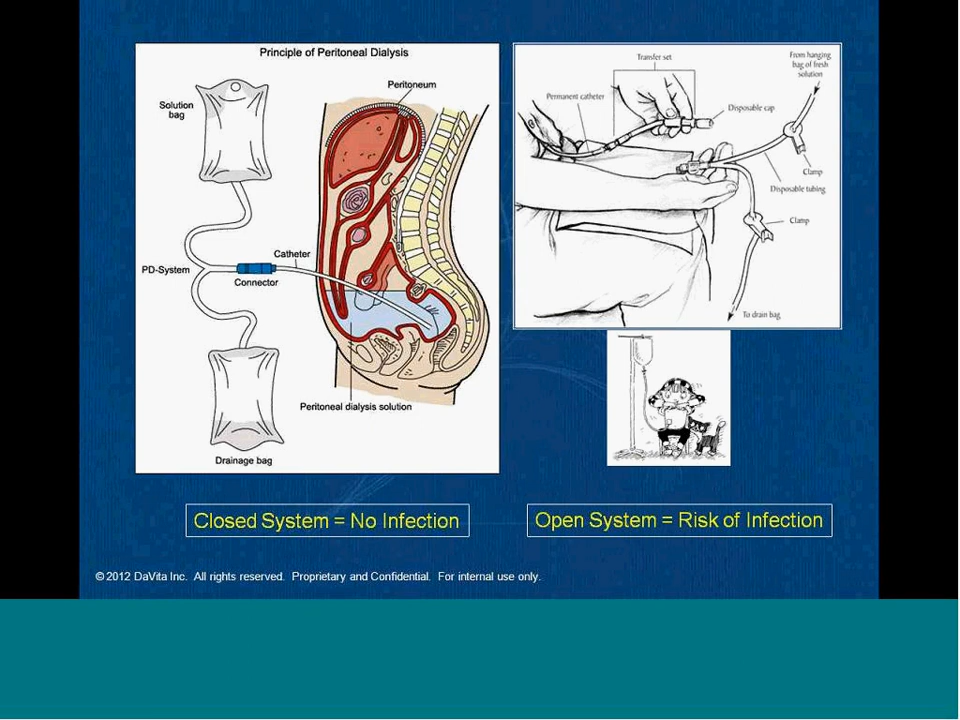 Principle of Peritoneal Dialysis
Peritoneum
Solution
bag
Catheter
PD-System
Connector
Peritoneal dialysis solution
Drainage bag
Transfer set
From hanging
bag of fresh
solution
Permanent catheter
Disposable cap
Clamp
Disposable tubing
Clamp
To drain bag
Closed System = No Infection
Open System = Risk of Infection
© 2012 DaVita Inc. All rights reserved. Proprietary and Confidential. For internal use only.